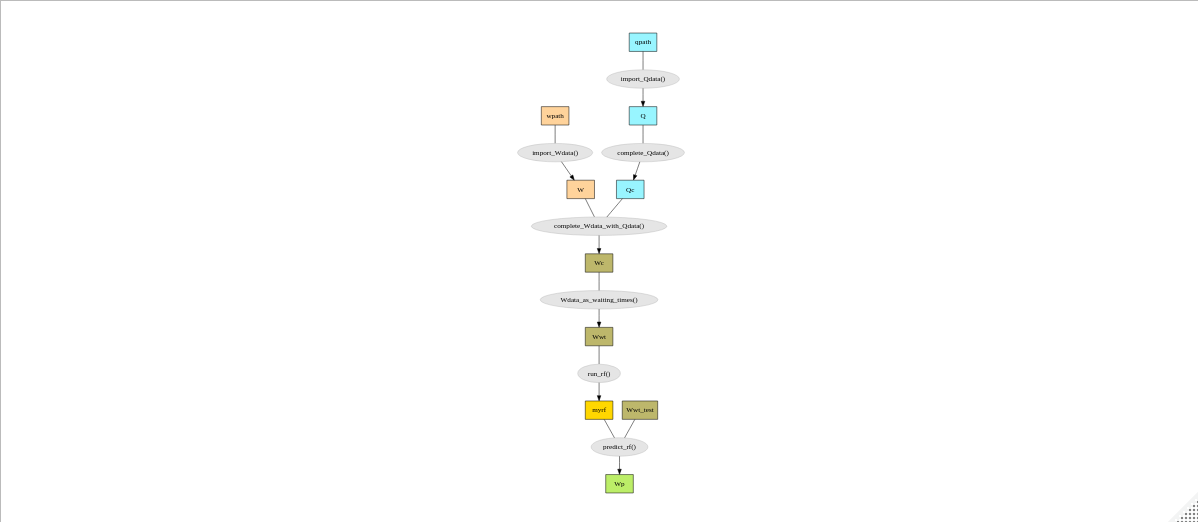 qpath
import_Qdata()
wpath
Q
import_Wdata()
complete_Qdata()
W
Qc
complete_Wdata_with_Qdata()
Wc
Wdata_as_waiting_times()
Wwt
run_rf()
myrf
Wwt_test
predict_rf()
Wp